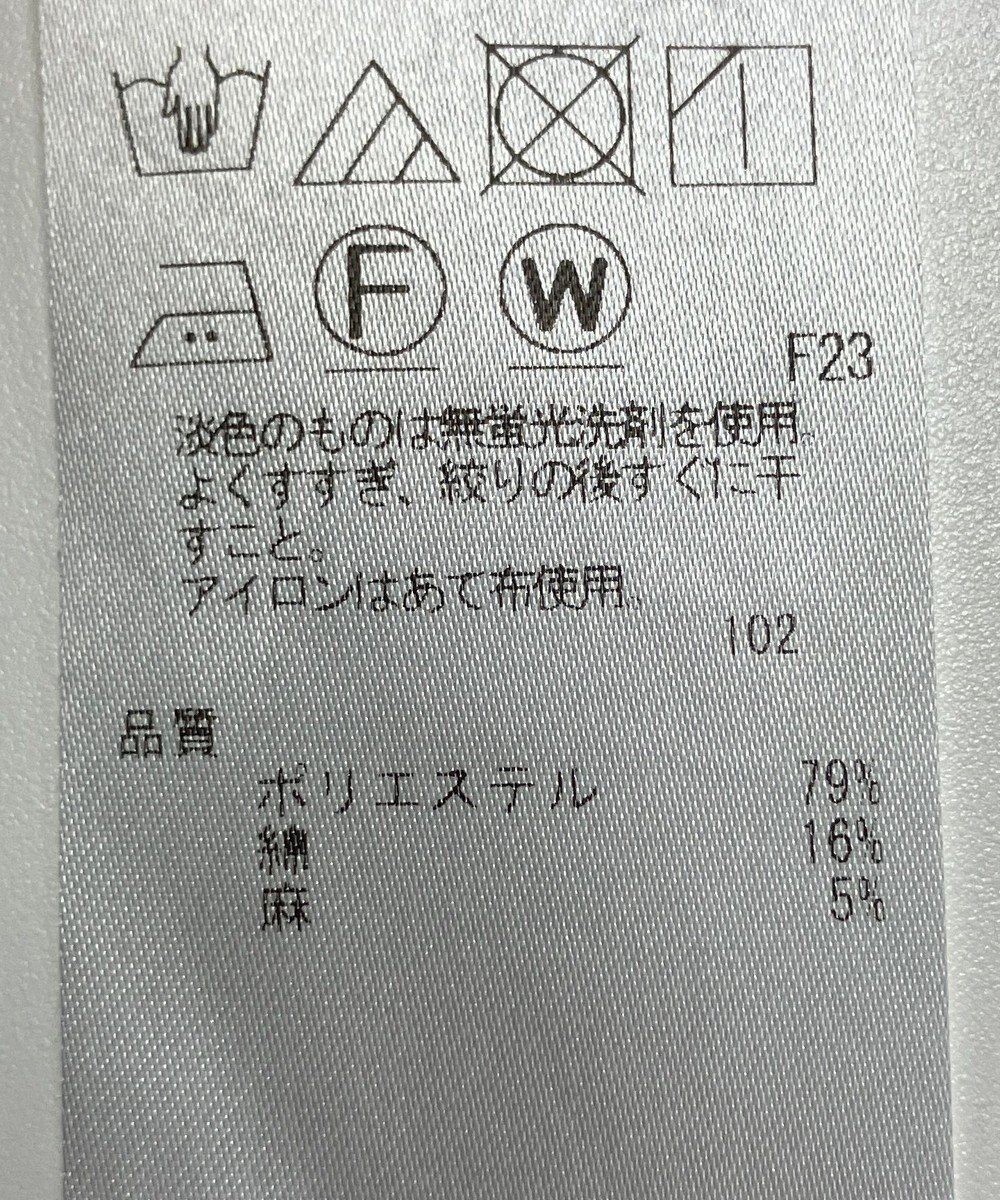 F W
F23
淡色のものは無蛍光洗剤を使用。
よくすすぎ、絞りの後すぐに干
すこと。
アイロンはあて布使用。
102
品質
ポリエステル 79%
綿 16%
麻 5%